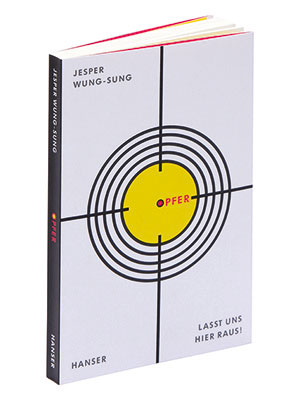 JESPER
WUNG-SUNG
OPFER
LASST UNS
HIER RAUS!
HANSER
JESPER WUNG-SUNG
OPFER
HANSER